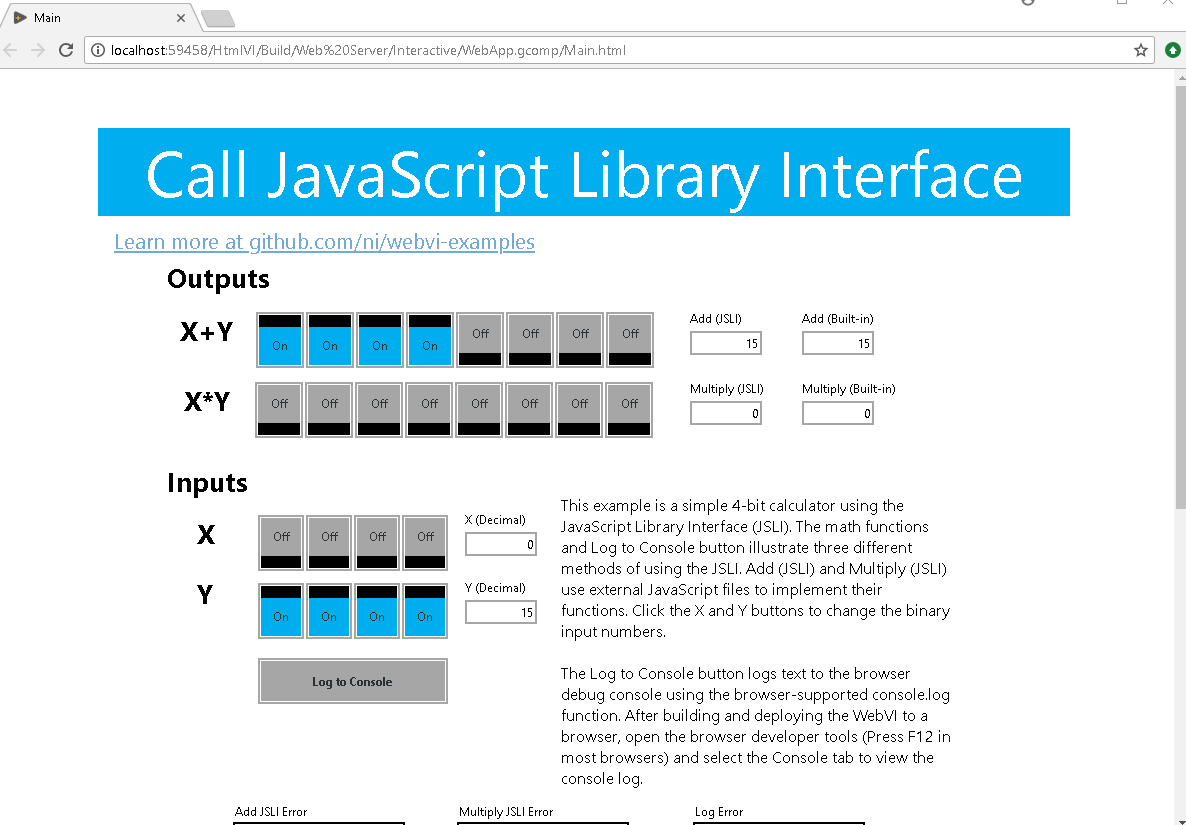 Main
localhost:59458/HtmlVI/Build/Web%20Server/Interactive/WebApp.gcomp/Main.html
Call JavaScript Library Interface
Learn more at github.com/ni/webvi-examples
Outputs
X+Y
On On On On Off Off Off Off
Add (JSLI)
15
Add (Built-in)
15
X*Y
Off Off Off Off Off Off Off Off
Multiply (JSLI)
0
Multiply (Built-in)
0
Inputs
X
Off Off Off Off
X (Decimal)
0
Y
On On On On
Y (Decimal)
15
Log to Console
This example is a simple 4-bit calculator using the
JavaScript Library Interface (JSLI). The math functions
and Log to Console button illustrate three different
methods of using the JSLI. Add (JSLI) and Multiply (JSLI)
use external JavaScript files to implement their
functions. Click the X and Y buttons to change the binary
input numbers.
The Log to Console button logs text to the browser
debug console using the browser-supported console.log
function. After building and deploying the WebVI to a
browser, open the browser developer tools (Press F12 in
most browsers) and select the Console tab to view the
console log.
Add JSLI Error
Multiply JSLI Error
Log Error